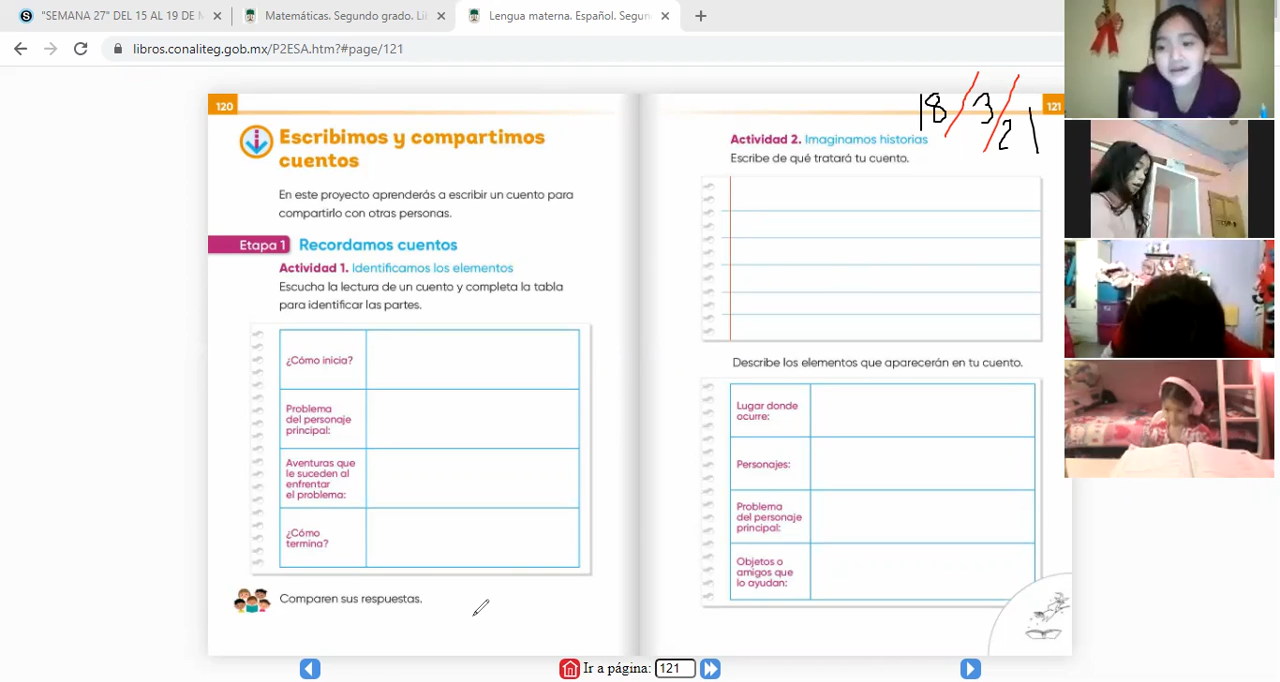 "SEMANA 27" DEL 15 AL 19 DE M
Matemáticas. Segundo grado. Li
Lengua materna. Español. Segun
libros.conaliteg.gob.mx/P2ESA.htm?#page/121
120
Escribimos y compartimos
cuentos
En este proyecto aprenderás a escribir un cuento para
compartirlo con otras personas.
Etapa 1
Recordamos cuentos
Actividad 1. Identificamos los elementos
Escucha la lectura de un cuento y completa la tabla
para identificar las partes.
¿Cómo inicia?
Problema
del personaje
principal:
Aventuras que
le suceden al
enfrentar
el problema:
¿Cómo
termina?
Comparen sus respuestas.
18/3/21
121
Actividad 2. Imaginamos historias
Escribe de qué tratará tu cuento.
Describe los elementos que aparecerán en tu cuento.
Lugar donde
ocurre:
Personajes:
Problema
del personaje
principal:
Objetos o
amigos que
lo ayudan:
Ir a página: 121